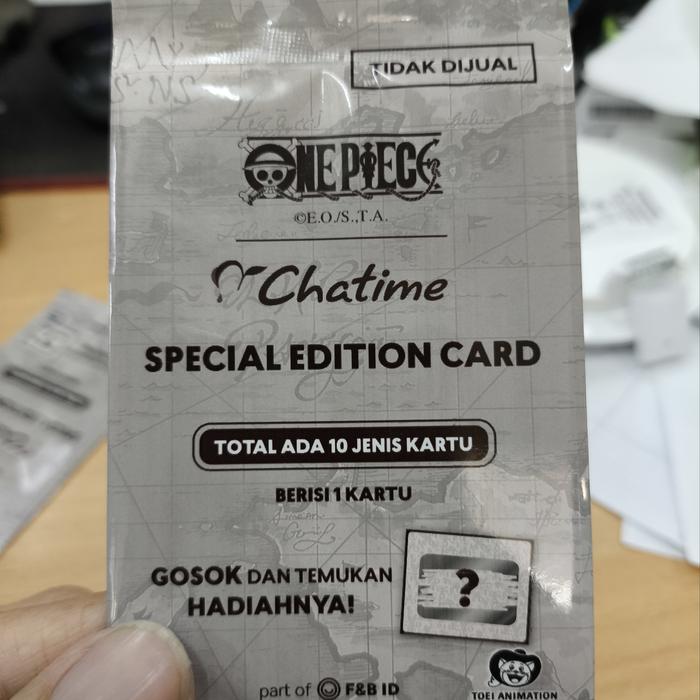 TIDAK DIJUAL
ONE PIECE
©E.O./S.,T.A.
Chatime
SPECIAL EDITION CARD
TOTAL ADA 10 JENIS KARTU
BERISI 1 KARTU
GOSOK DAN TEMUKAN
HADIAHNYA!
?
part of F&B ID
TOEI ANIMATION